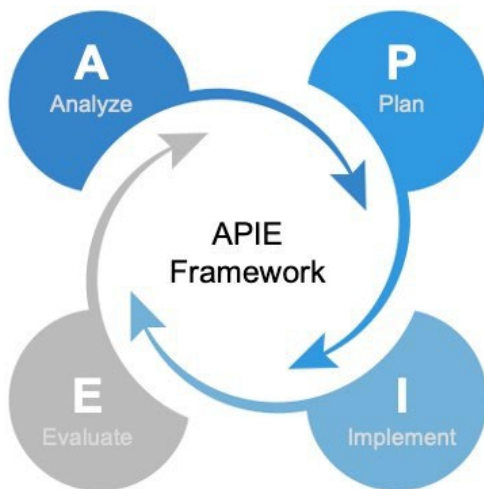 A
Analyze
P
Plan
APIE
Framework
E
Evaluate
I
Implement